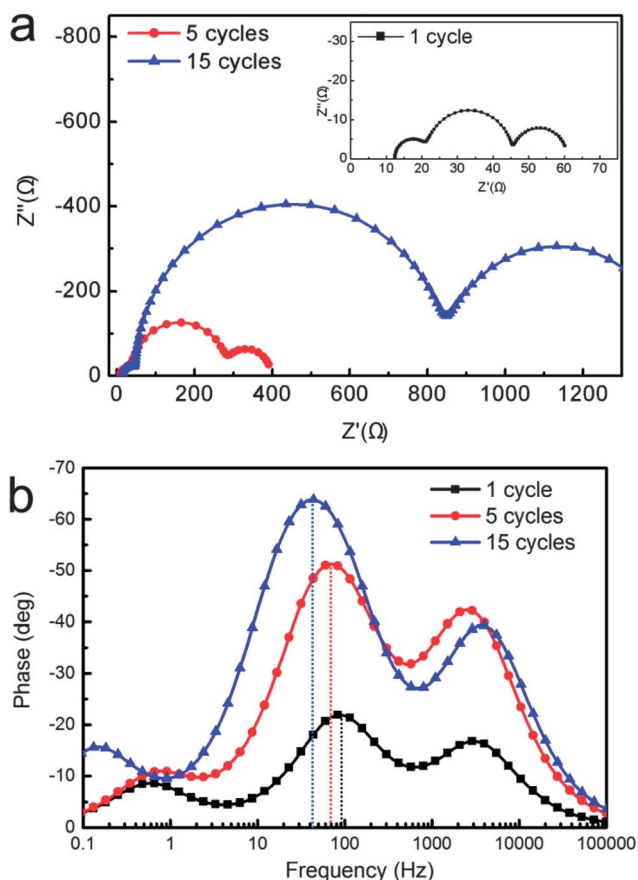 a
5 cycles
15 cycles
1 cycle
-30
-20
-10
0
Z''(Ω)
0 10 20 30 40 50 60 70
Z'(Ω)
-800
-600
-400
-200
0
Z''(Ω)
0 200 400 600 800 1000 1200
Z'(Ω)
b
1 cycle
5 cycles
15 cycles
-70
-60
-50
-40
-30
-20
-10
0
Phase (deg)
0.1 1 10 100 1000 10000 100000
Frequency (Hz)